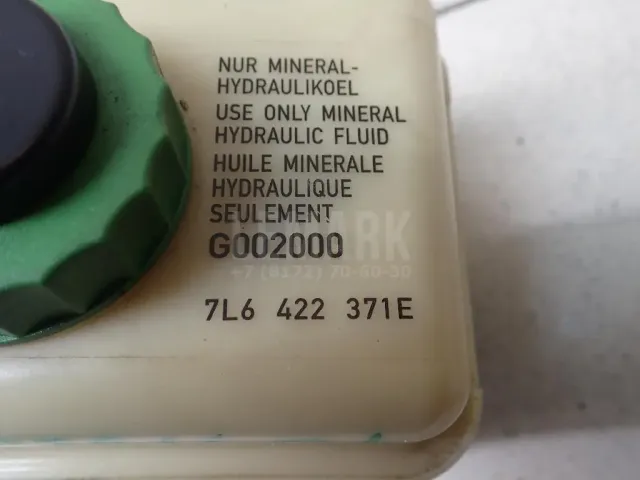 NUR MINERAL-
HYDRAULIKOEL
USE ONLY MINERAL
HYDRAULIC FLUID
HUILE MINERALE
HYDRAULIQUE
SEULEMENT
G002000
7L6 422 371E